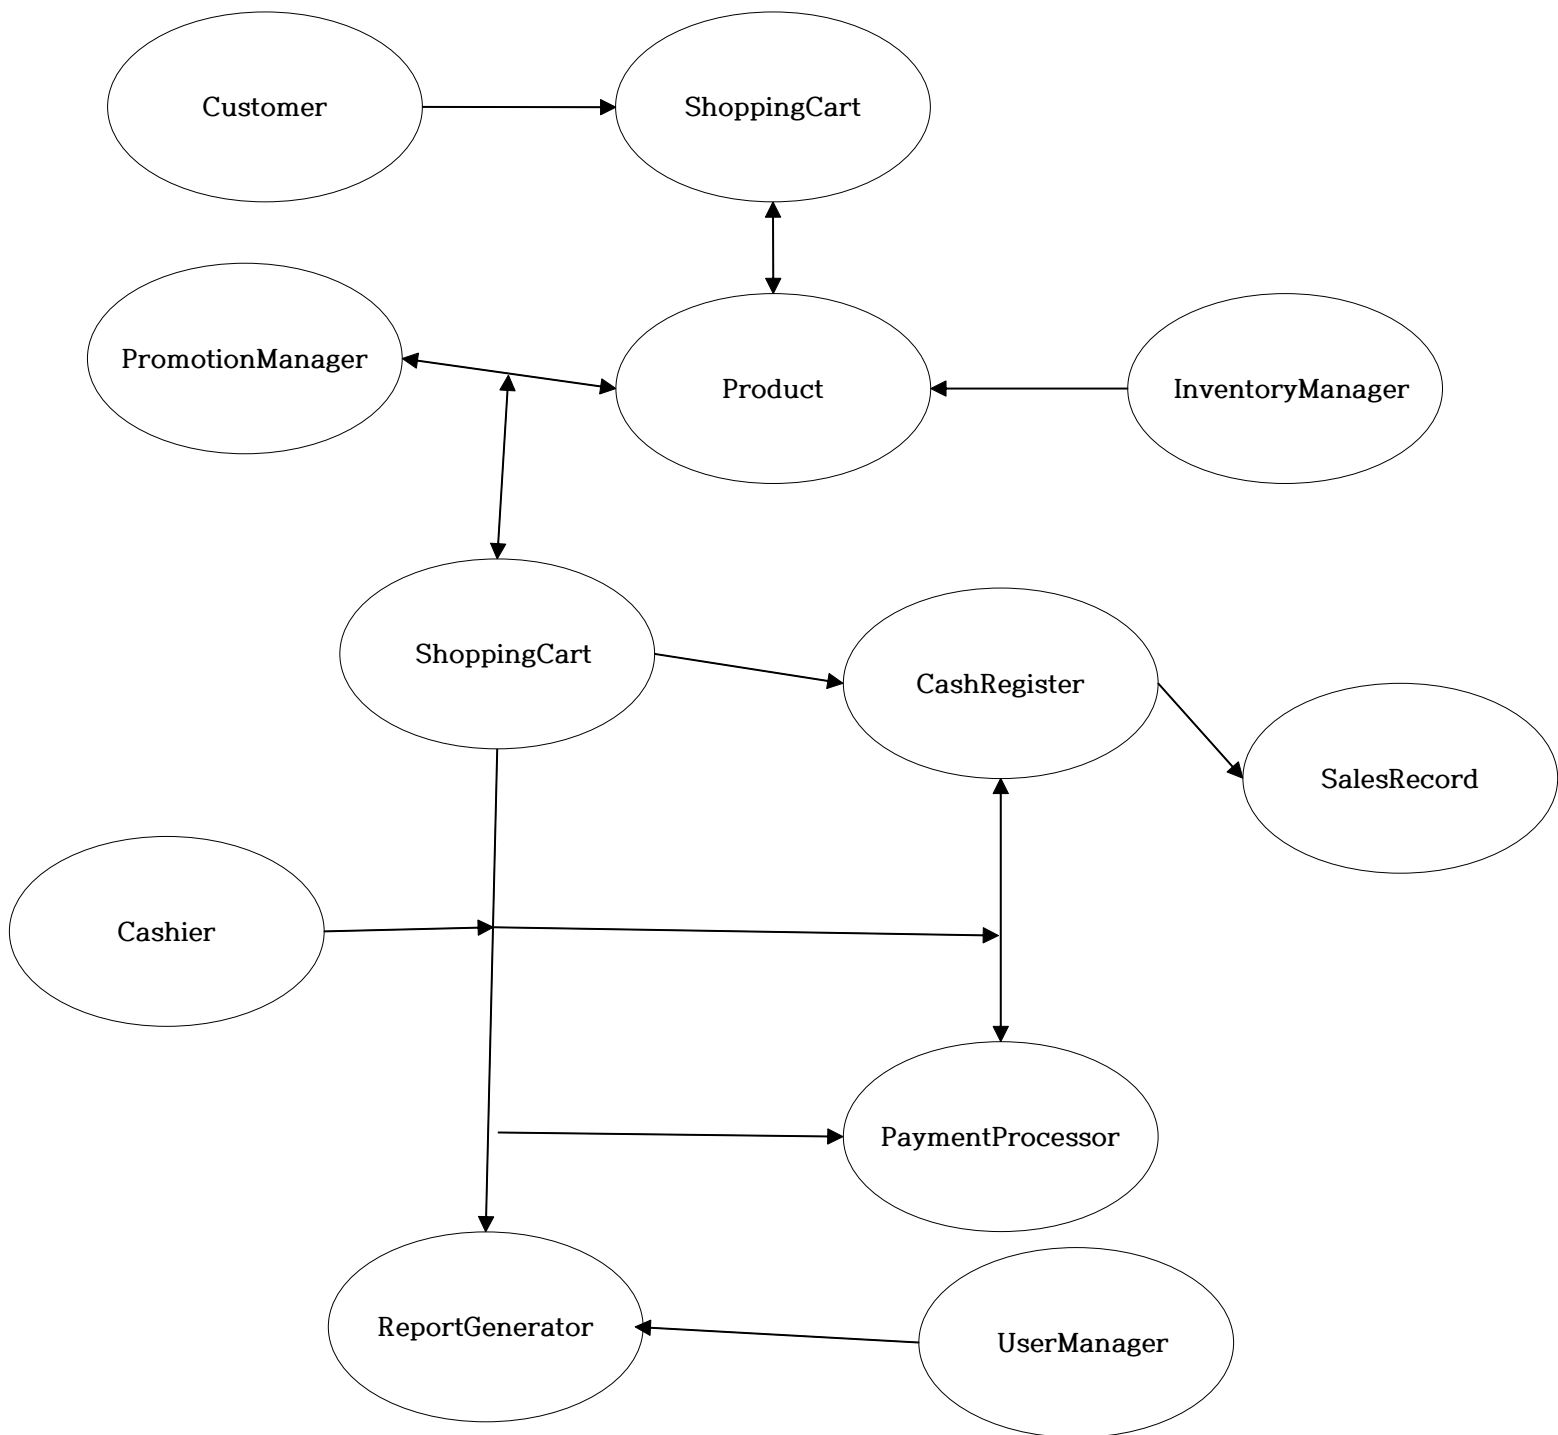 Customer
ShoppingCart
PromotionManager
Product
InventoryManager
ShoppingCart
CashRegister
SalesRecord
Cashier
PaymentProcessor
ReportGenerator
UserManager